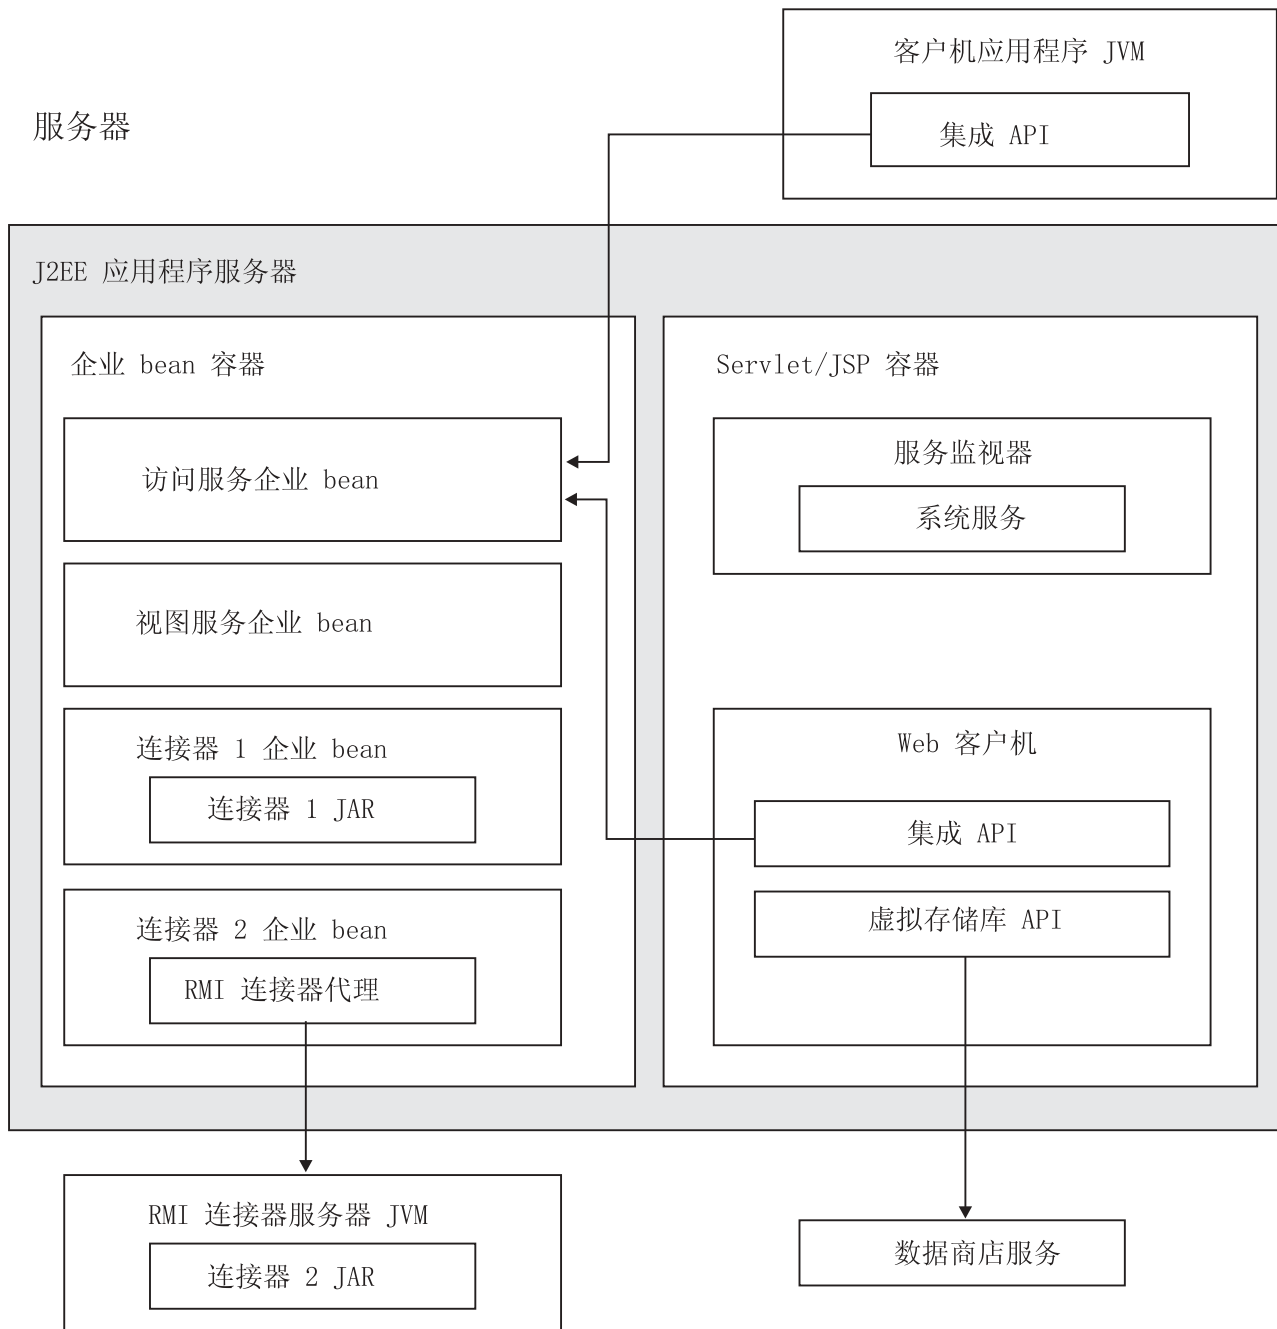 客户机应用程序 JVM
集成 API
服务器
J2EE 应用程序服务器
企业 bean 容器
访问服务企业 bean
视图服务企业 bean
连接器 1 企业 bean
连接器 1 JAR
连接器 2 企业 bean
RMI 连接器代理
Servlet/JSP 容器
服务监视器
系统服务
Web 客户机
集成 API
虚拟存储库 API
RMI 连接器服务器 JVM
连接器 2 JAR
数据商店服务